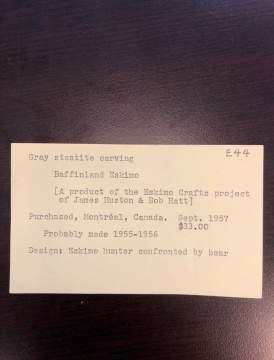 E44
Gray steatite carving
Baffinland Eskimo
[A product of the Eskimo Crafts project
of James Huston & Bob Hatt]
Purchased, Montréal, Canada. Sept. 1957
$33.00
Probably made 1955-1956
Design: Eskimo hunter confronted by bear